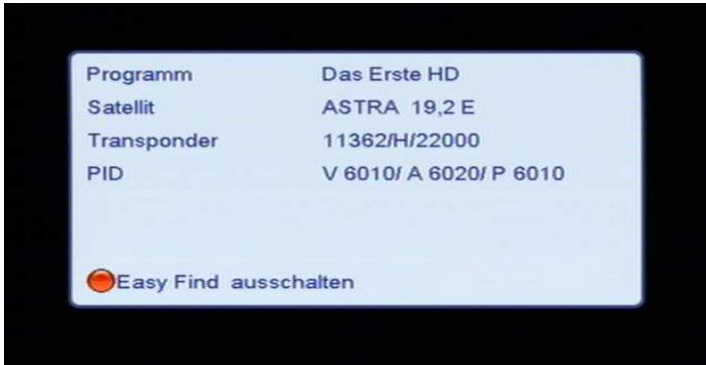 Programm Das Erste HD
Satellit ASTRA 19,2 E
Transponder 11362/H/22000
PID V 6010/ A 6020/ P 6010
Easy Find ausschalten